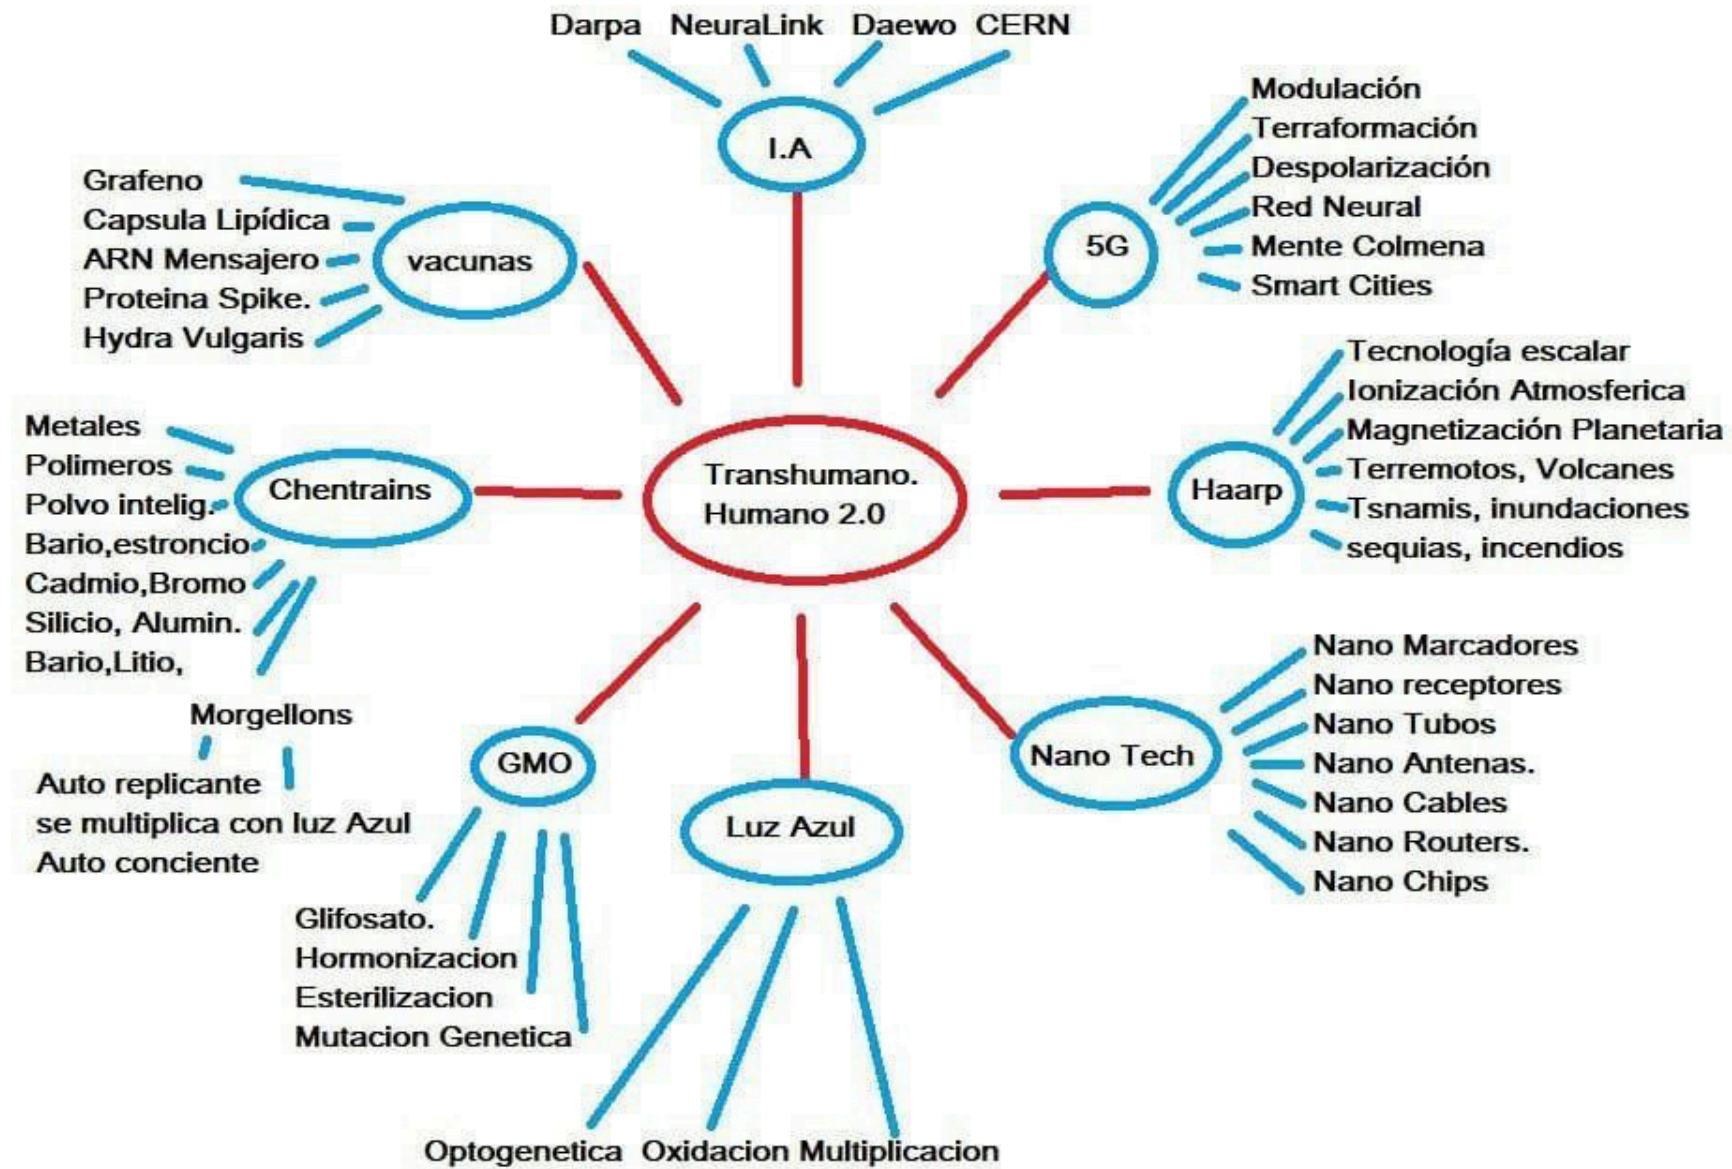 Darpa NeuraLink Daewo CERN
I.A
Modulación
Terraformación
Despolarización
Red Neural
Mente Colmena
Smart Cities
5G
Grafeno
Capsula Lipídica
ARN Mensajero
Proteina Spike.
Hydra Vulgaris
vacunas
Tecnología escalar
Ionización Atmosferica
Magnetización Planetaria
Terremotos, Volcanes
Tsnamis, inundaciones
sequias, incendios
Haarp
Metales
Polimeros
Polvo intelig.
Bario,estroncio
Cadmio,Bromo
Silicio, Alumin.
Bario,Litio,
Chentrains
Transhumano.
Humano 2.0
Morgellons
Auto replicante
se multiplica con luz Azul
Auto conciente
GMO
Glifosato.
Hormonizacion
Esterilizacion
Mutacion Genetica
Luz Azul
Optogenetica Oxidacion Multiplicacion
Nano Tech
Nano Marcadores
Nano receptores
Nano Tubos
Nano Antenas.
Nano Cables
Nano Routers.
Nano Chips